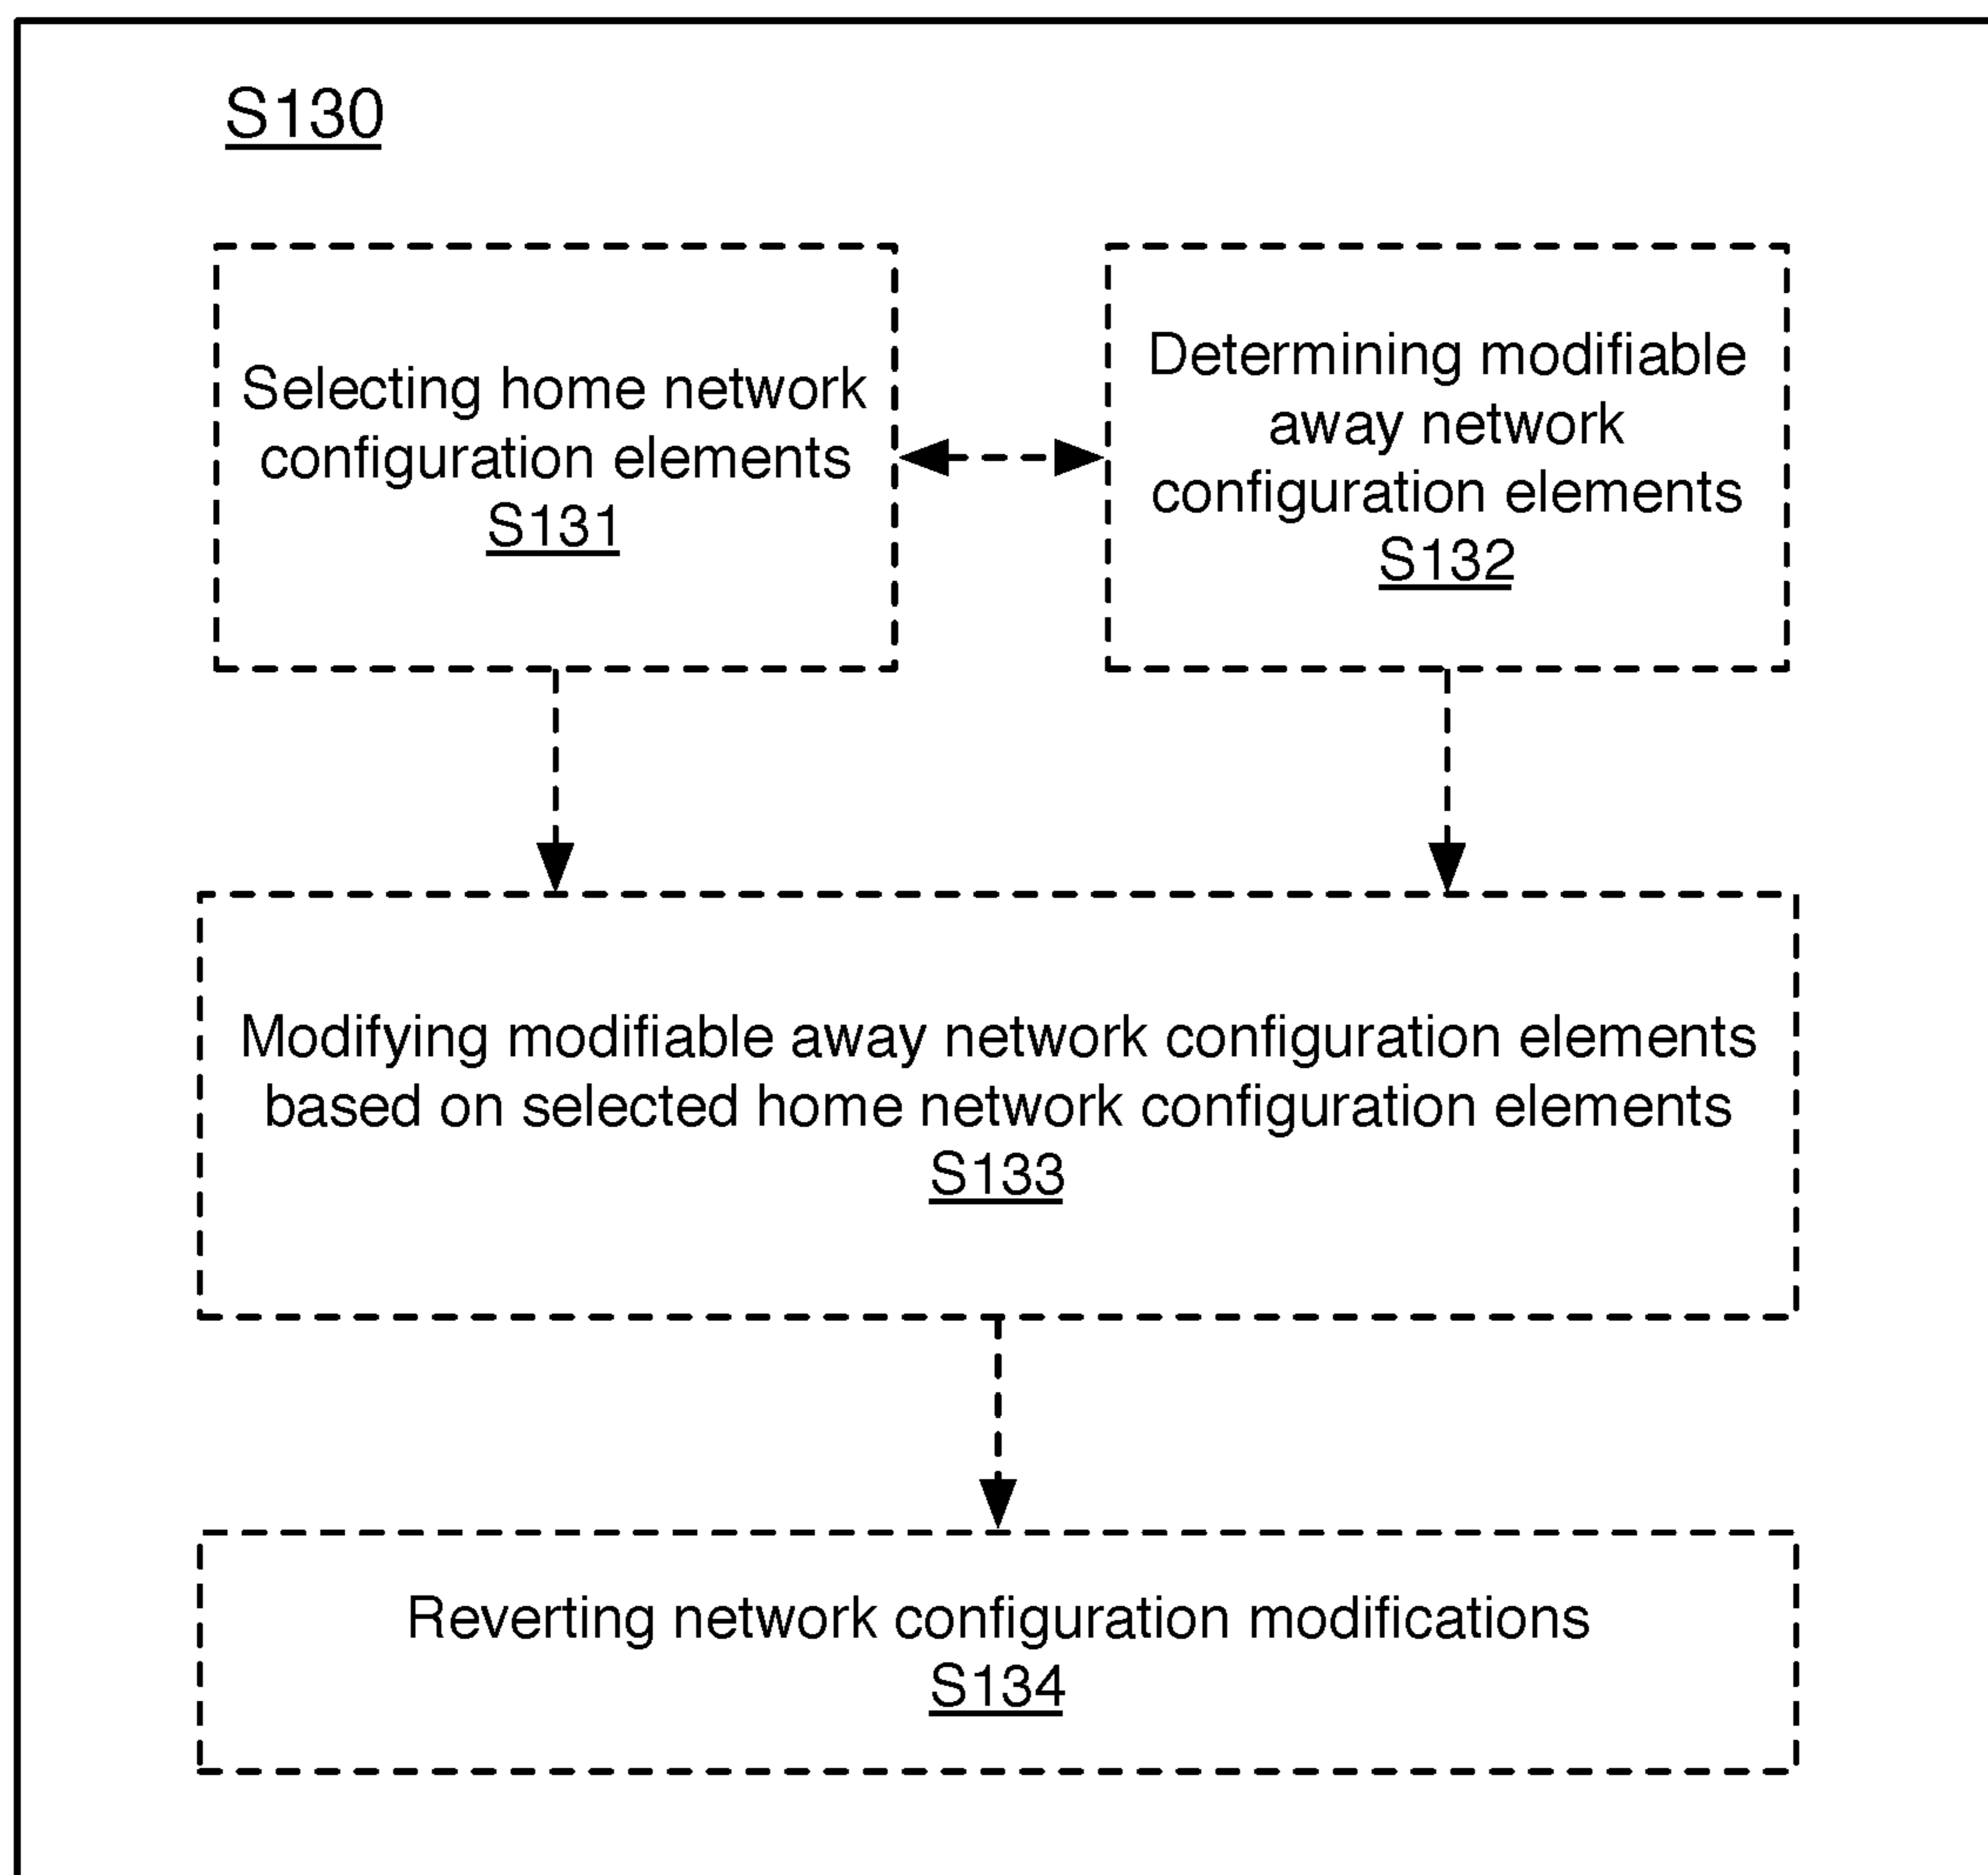 S130
Selecting home network
configuration elements
S131
Determining modifiable
away network
configuration elements
S132
Modifying modifiable away network configuration elements
based on selected home network configuration elements
S133
Reverting network configuration modifications
S134